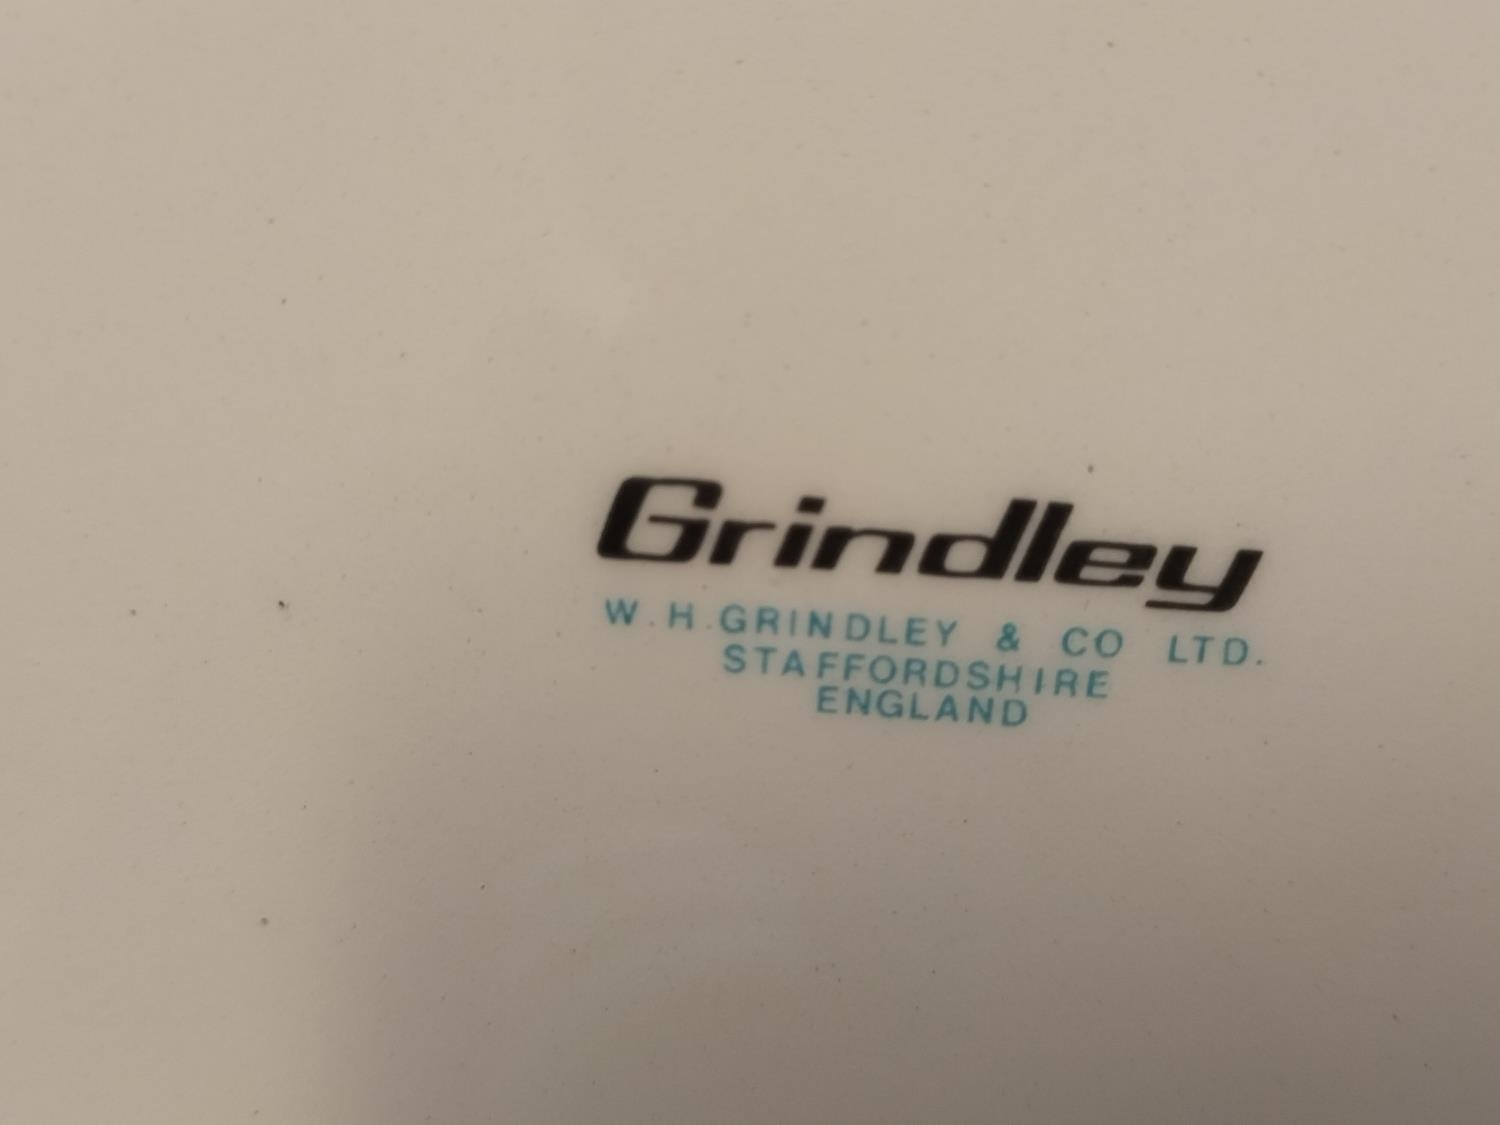 Grindley
W.H.GRINDLEY & CO LTD.
STAFFORDSHIRE
ENGLAND